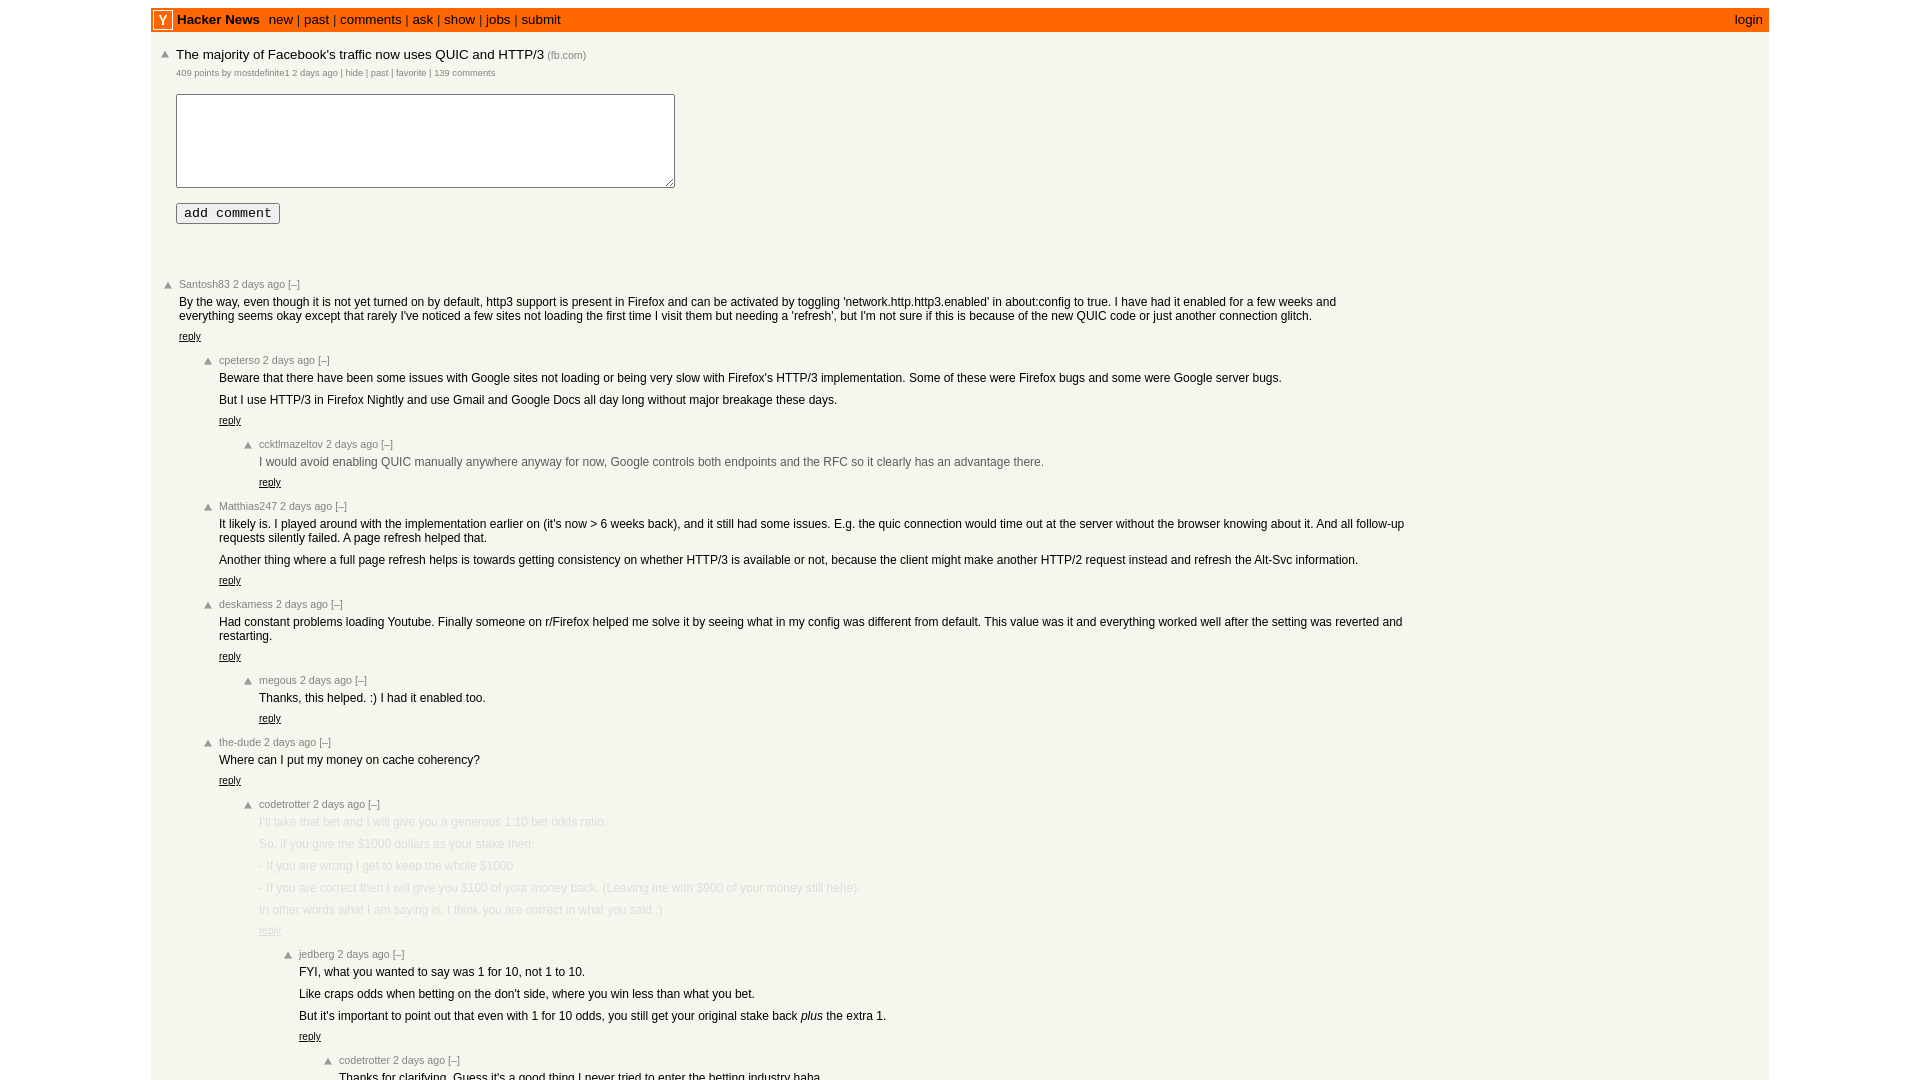 Y Hacker News new | past | comments | ask | show | jobs | submit login
The majority of Facebook's traffic now uses QUIC and HTTP/3 (fb.com)
409 points by mostdefinite1 2 days ago | hide | past | favorite | 139 comments
add comment
Santosh83 2 days ago [–]
By the way, even though it is not yet turned on by default, http3 support is present in Firefox and can be activated by toggling 'network.http.http3.enabled' in about:config to true. I have had it enabled for a few weeks and
everything seems okay except that rarely I've noticed a few sites not loading the first time I visit them but needing a 'refresh', but I'm not sure if this is because of the new QUIC code or just another connection glitch.
reply
cpeterso 2 days ago [–]
Beware that there have been some issues with Google sites not loading or being very slow with Firefox's HTTP/3 implementation. Some of these were Firefox bugs and some were Google server bugs.
But I use HTTP/3 in Firefox Nightly and use Gmail and Google Docs all day long without major breakage these days.
reply
ccktlmazeltov 2 days ago [–]
I would avoid enabling QUIC manually anywhere anyway for now, Google controls both endpoints and the RFC so it clearly has an advantage there.
reply
Matthias247 2 days ago [–]
It likely is. I played around with the implementation earlier on (it's now > 6 weeks back), and it still had some issues. E.g. the quic connection would time out at the server without the browser knowing about it. And all follow-up
requests silently failed. A page refresh helped that.
Another thing where a full page refresh helps is towards getting consistency on whether HTTP/3 is available or not, because the client might make another HTTP/2 request instead and refresh the Alt-Svc information.
reply
deskamess 2 days ago [–]
Had constant problems loading Youtube. Finally someone on r/Firefox helped me solve it by seeing what in my config was different from default. This value was it and everything worked well after the setting was reverted and
restarting.
reply
megous 2 days ago [–]
Thanks, this helped. :) I had it enabled too.
reply
the-dude 2 days ago [–]
Where can I put my money on cache coherency?
reply
codetrotter 2 days ago [–]
I'll take that bet and I will give you a generous 1:10 bet odds ratio.
So, if you give me $1000 dollars as your stake then:
- If you are wrong I get to keep the whole $1000
- If you are correct then I will give you $100 of your money back. (Leaving me with $900 of your money still hehe).
In other words what I am saying is, I think you are correct in what you said ;)
reply
jedberg 2 days ago [–]
FYI, what you wanted to say was 1 for 10, not 1 to 10.
Like craps odds when betting on the don't side, where you win less than what you bet.
But it's important to point out that even with 1 for 10 odds, you still get your original stake back plus the extra 1.
reply
codetrotter 2 days ago [–]
Thanks for clarifying. Guess it's a good thing I never tried to enter the betting industry haha